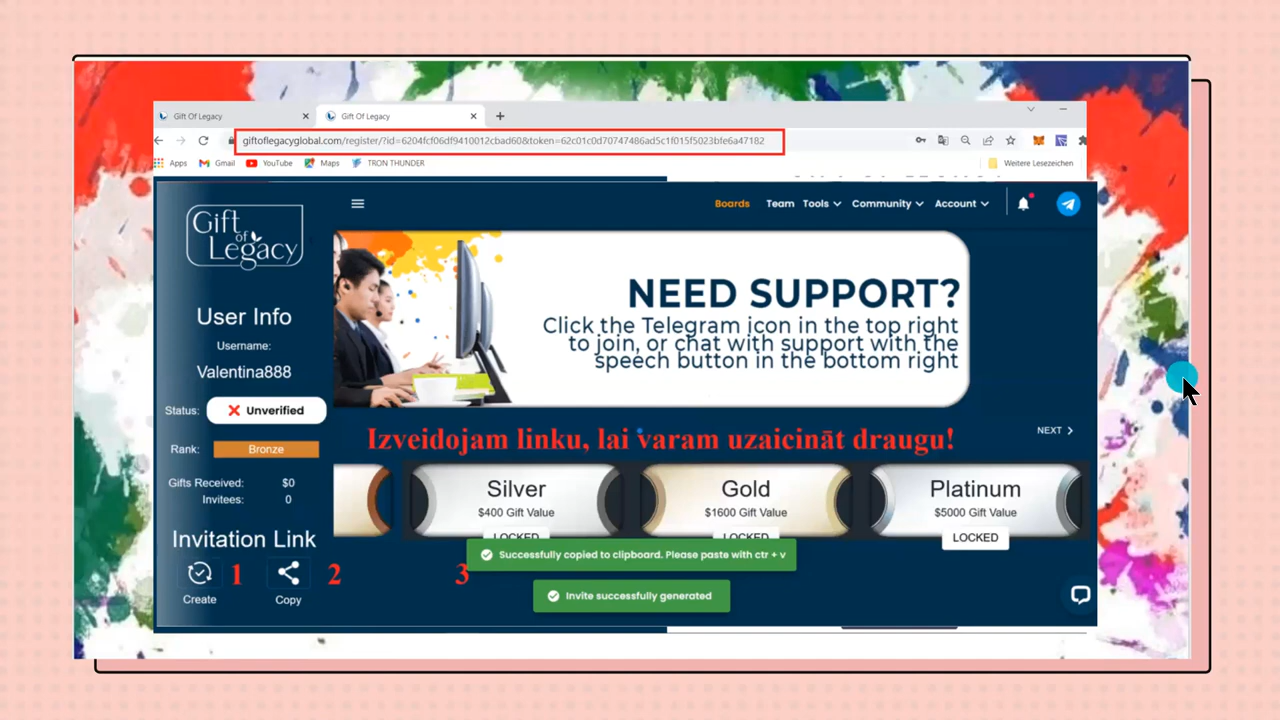 Gift Of Legacy
Gift Of Legacy
giftoflegacyglobal.com/register/?id=6204fcf06df9410012cbad60&token=62c01c0d70747486ad5c1f015f5023bfe6a47182
Apps Gmail YouTube Maps TRON THUNDER Weitere Lesezeichen
Boards Team Tools Community Account
Gift
of
Legacy
NEED SUPPORT?
Click the Telegram icon in the top right
to join, or chat with support with the
speech button in the bottom right
User Info
Username:
Valentina888
Status: Unverified
Rank: Bronze
Gifts Received: $0
Invitees: 0
Izveidojam linku, lai varam uzaicināt draugu!
NEXT
Silver
$400 Gift Value
LOCKED
Gold
$1600 Gift Value
LOCKED
Platinum
$5000 Gift Value
LOCKED
Invitation Link
1 2 3
Create Copy
Successfully copied to clipboard. Please paste with ctr + v
Invite successfully generated